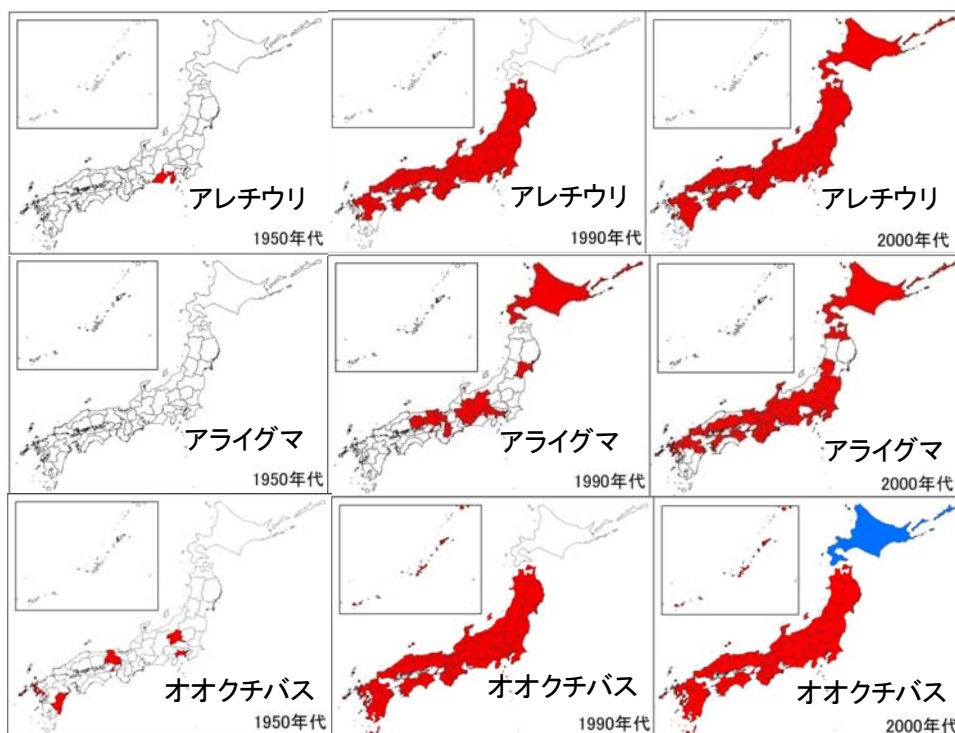 アレチウリ
1950年代
アレチウリ
1990年代
アレチウリ
2000年代
アライグマ
1950年代
アライグマ
1990年代
アライグマ
2000年代
オオクチバス
1950年代
オオクチバス
1990年代
オオクチバス
2000年代